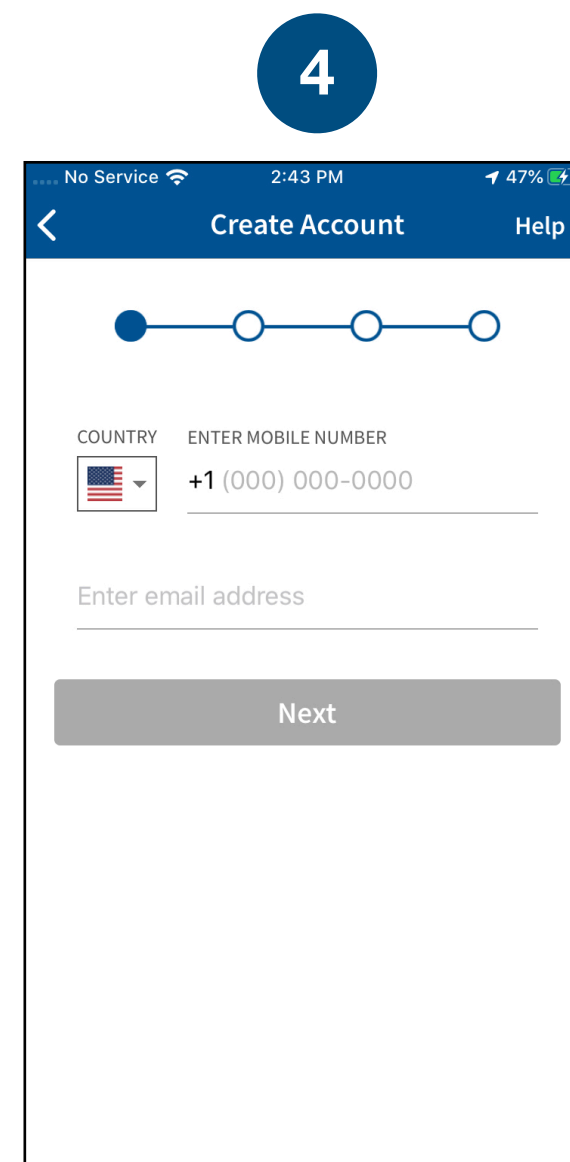 4
No Service 2:43 PM 47%
Create Account Help
COUNTRY ENTER MOBILE NUMBER
+1 (000) 000-0000
Enter email address
Next